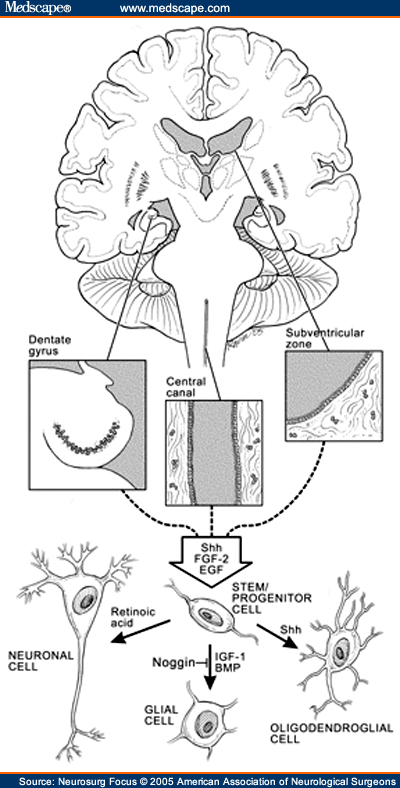 Medscape® www.medscape.com
Dentate
gyrus
Central
canal
Subventricular
zone
Shh
FGF-2
EGF
STEM/
PROGENITOR
CELL
Retinoic
acid
Shh
NEURONAL
CELL
Noggin
IGF-1
BMP
GLIAL
CELL
OLIGODENDROGLIAL
CELL
Source: Neurosurg Focus © 2005 American Association of Neurological Surgeons